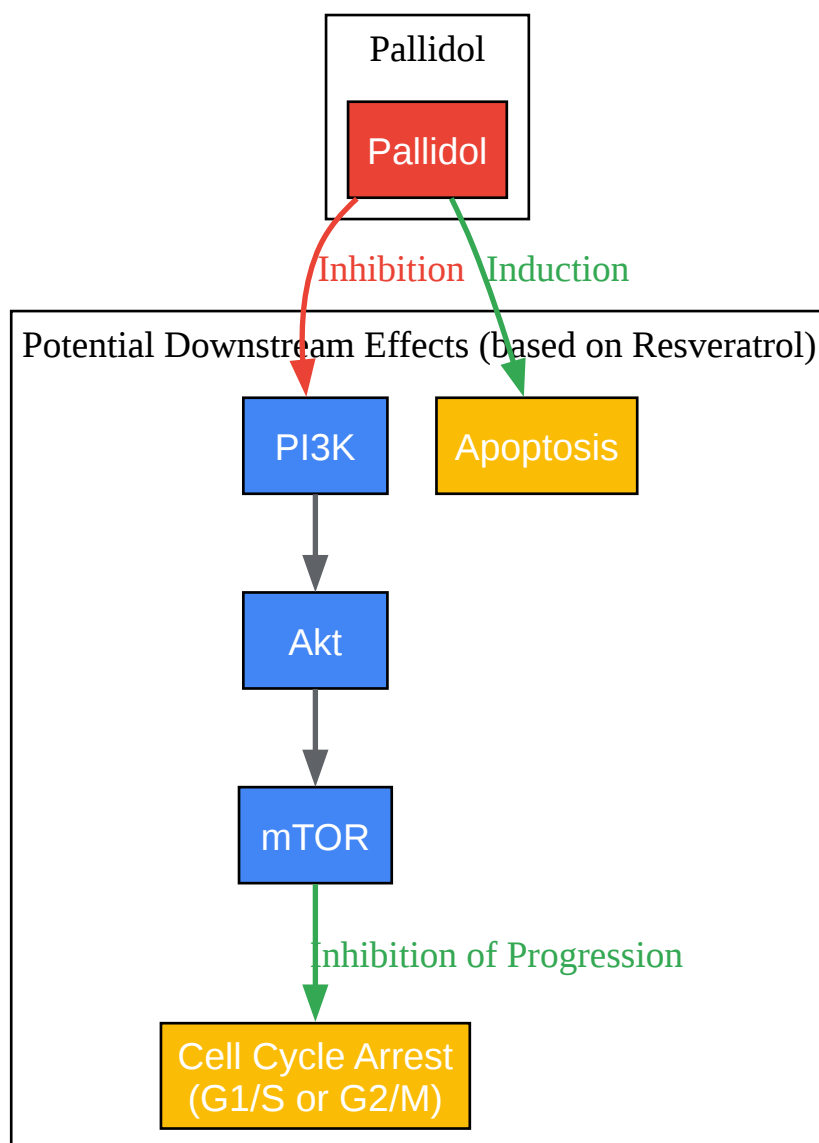 Pallidol
Pallidol
Inhibition
Induction
Potential Downstream Effects (based on Resveratrol)
PI3K
Apoptosis
Akt
mTOR
Inhibition of Progression
Cell Cycle Arrest
(G1/S or G2/M)